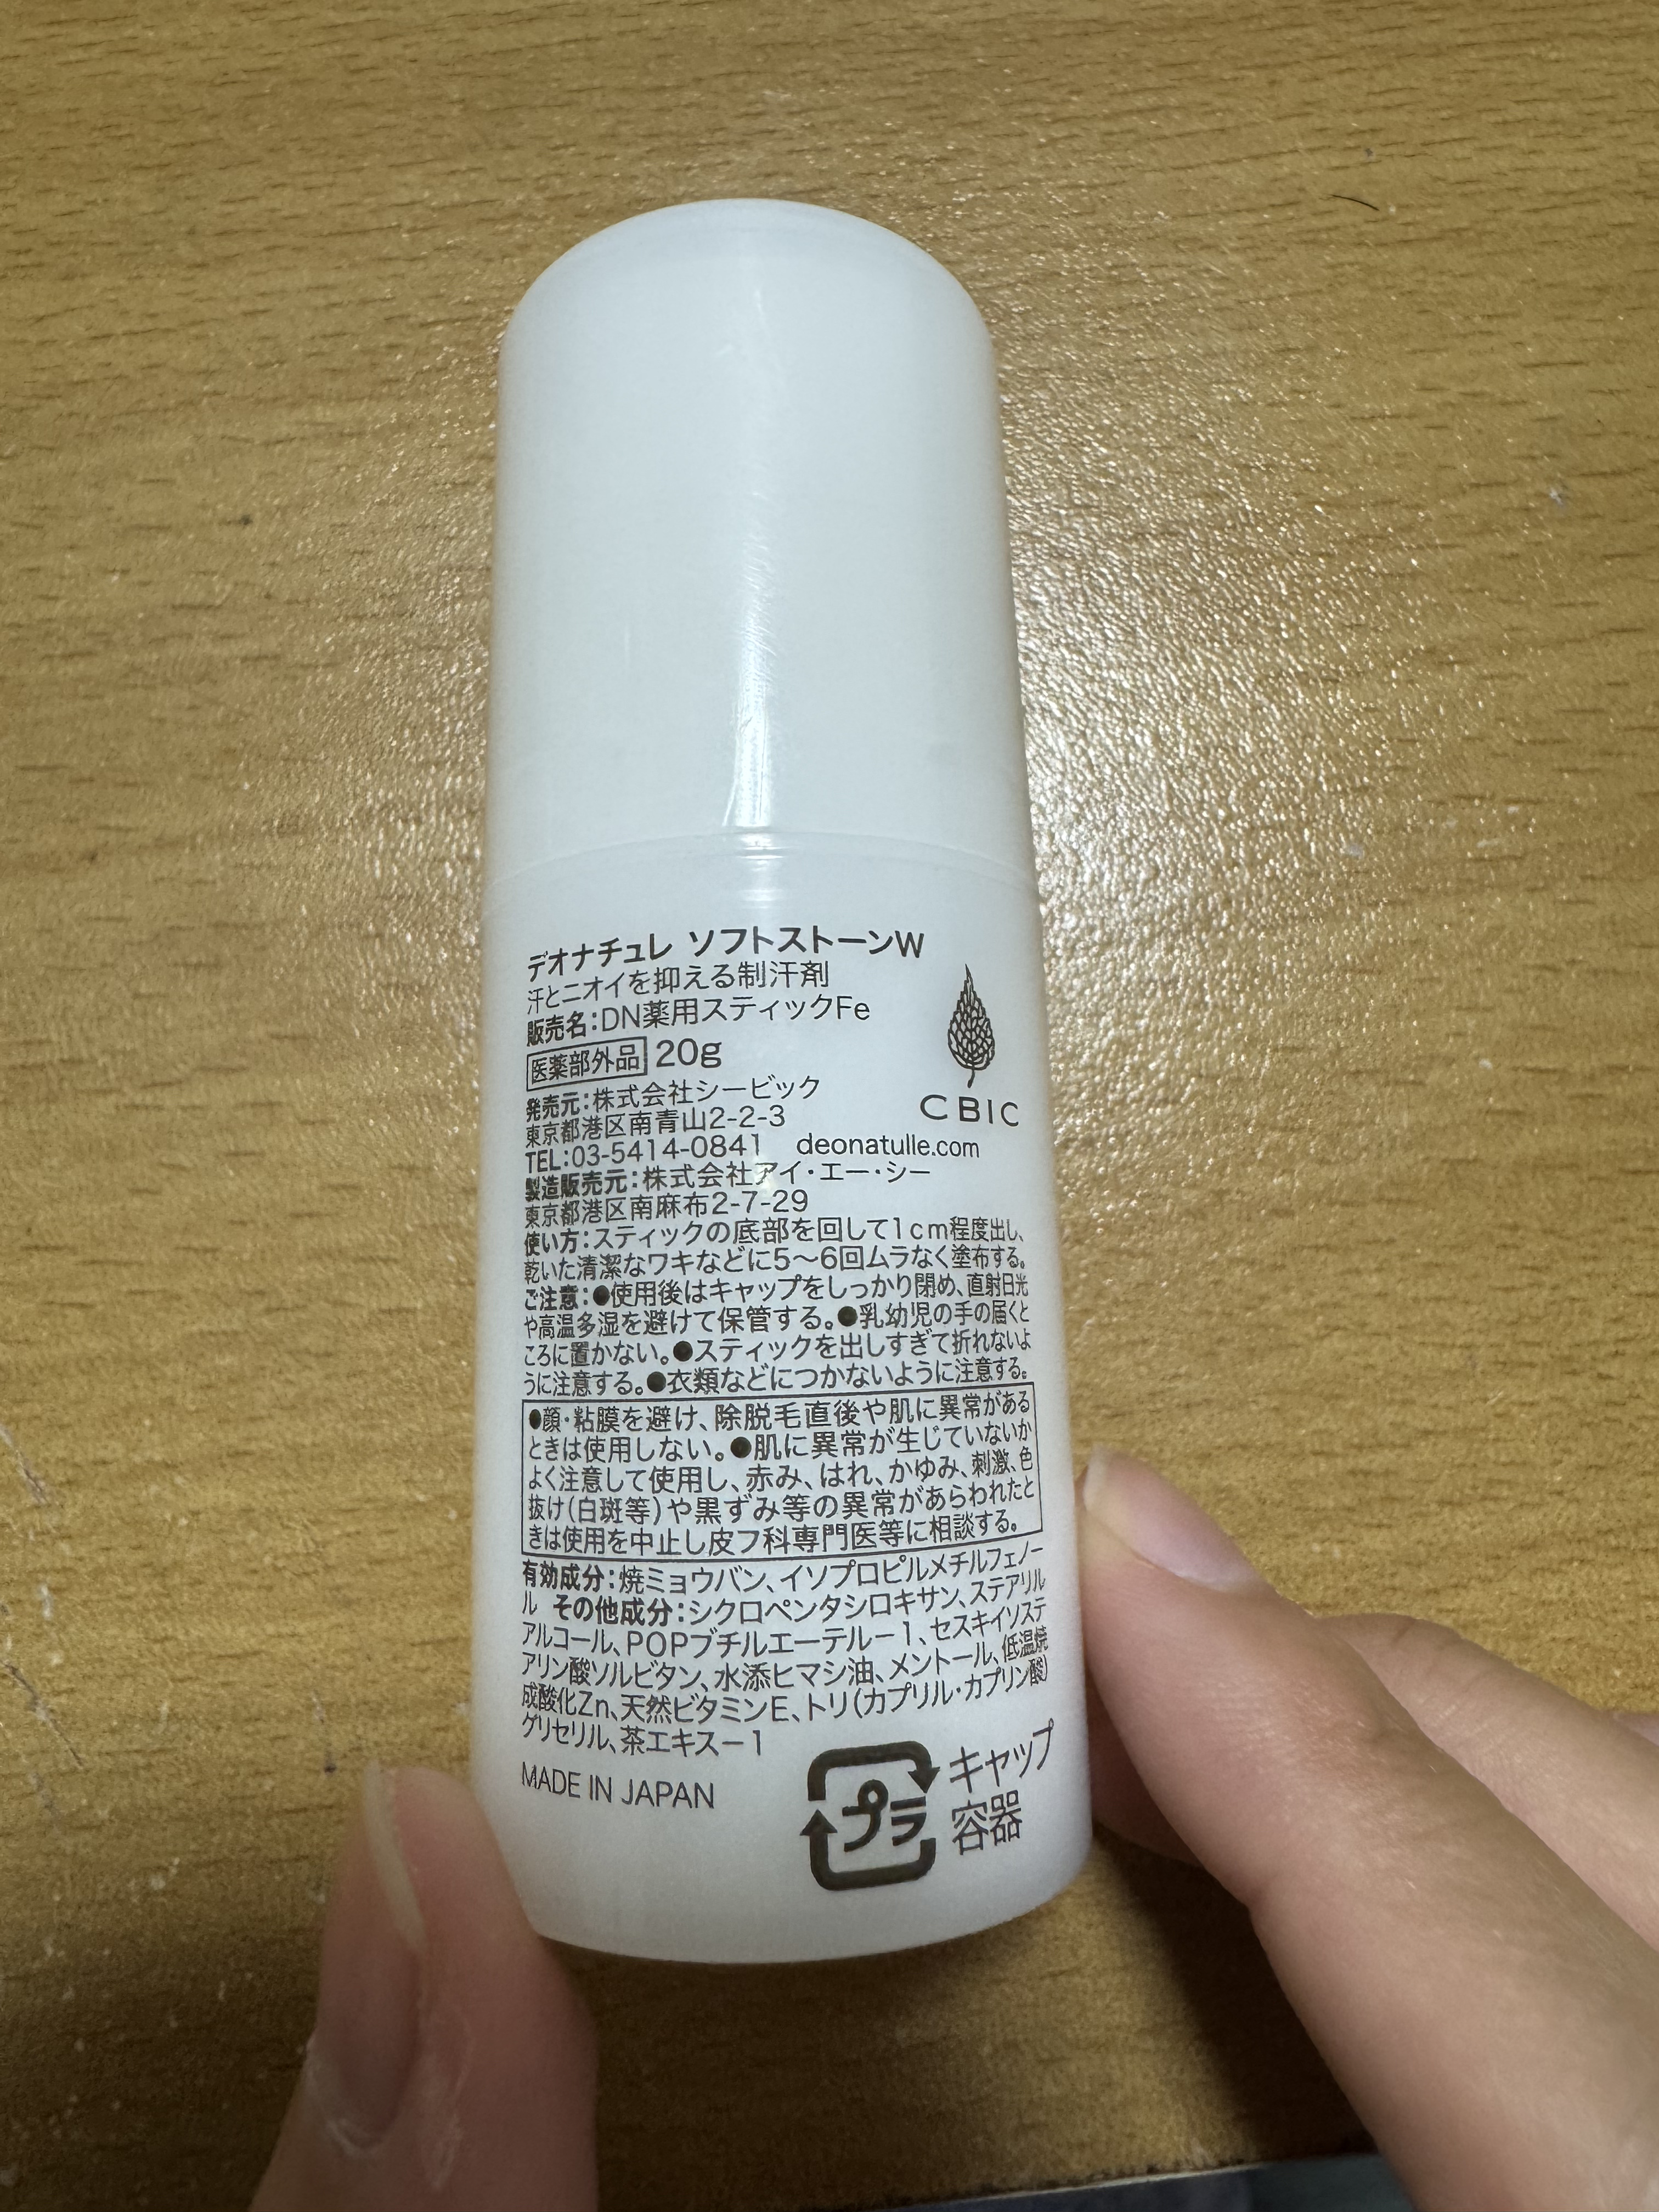 デオナチュレ ソフトストーンW
汗とニオイを抑える制汗剤
販売名:DN薬用スティックFe
医薬部外品 20g
CBIC
発売元:株式会社シービック
東京都港区南青山2-2-3
TEL:03-5414-0841 deonatulle.com
製造販売元:株式会社アイ・エー・シー
東京都港区南麻布2-7-29
使い方:スティックの底部を回して1cm程度出し、
乾いた清潔なワキなどに5～6回ムラなく塗布する。
ご注意:●使用後はキャップをしっかり閉め、直射日光
や高温多湿を避けて保管する。●乳幼児の手の届くと
ころに置かない。●スティックを出しすぎて折れないよ
うに注意する。●衣類などにつかないように注意する。
●顔・粘膜を避け、除脱毛直後や肌に異常がある
ときは使用しない。●肌に異常が生じていないか
よく注意して使用し、赤み、はれ、かゆみ、刺激、色
抜け(白斑等)や黒ずみ等の異常があらわれたと
きは使用を中止し皮フ科専門医等に相談する。
有効成分:焼ミョウバン、イソプロピルメチルフェノー
ル その他成分:シクロペンタシロキサン、ステアリル
アルコール、POPブチルエーテル－1、セスキイソステ
アリン酸ソルビタン、水添ヒマシ油、メントール、低温焼
成酸化Zn、天然ビタミンE、トリ(カプリル・カプリン酸)
グリセリル、茶エキス－1
MADE IN JAPAN
プラ
キャップ
容器